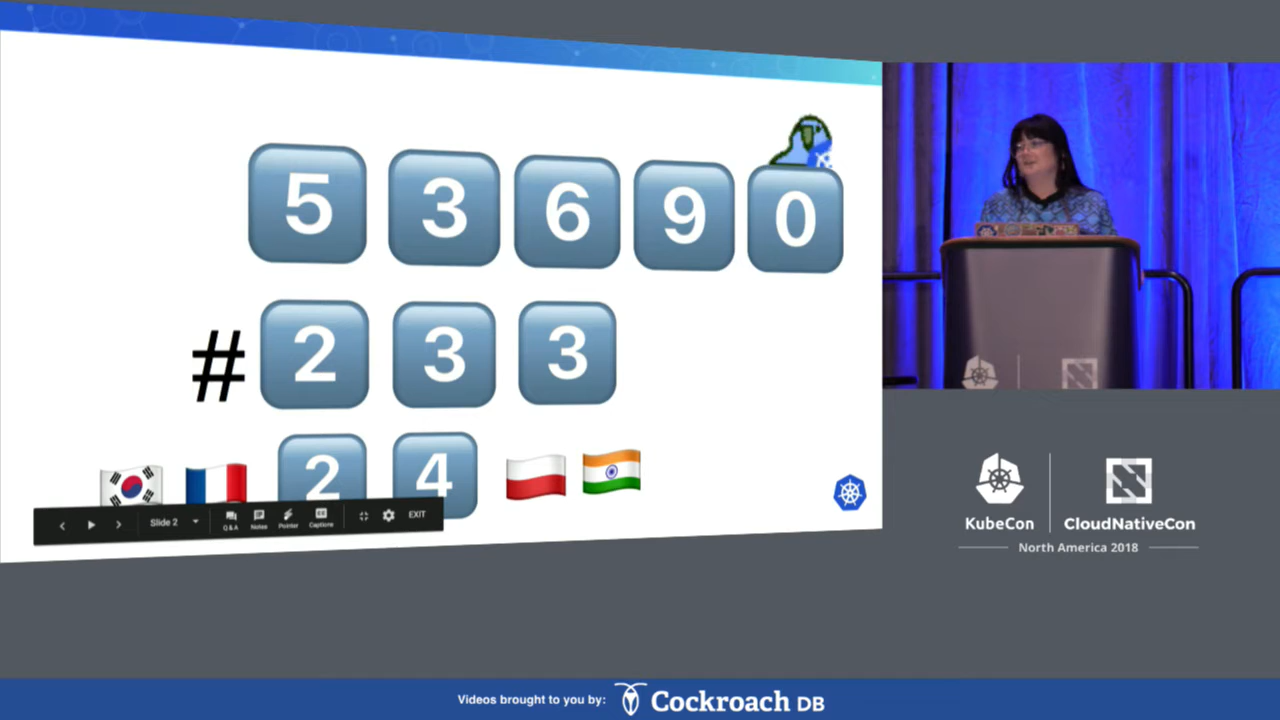 5 3 6 9 0
# 2 3 3
2 4
Slide 2
Q & A Notes Pointer Captions
EXIT
KubeCon CloudNativeCon
North America 2018
Videos brought to you by: Cockroach DB